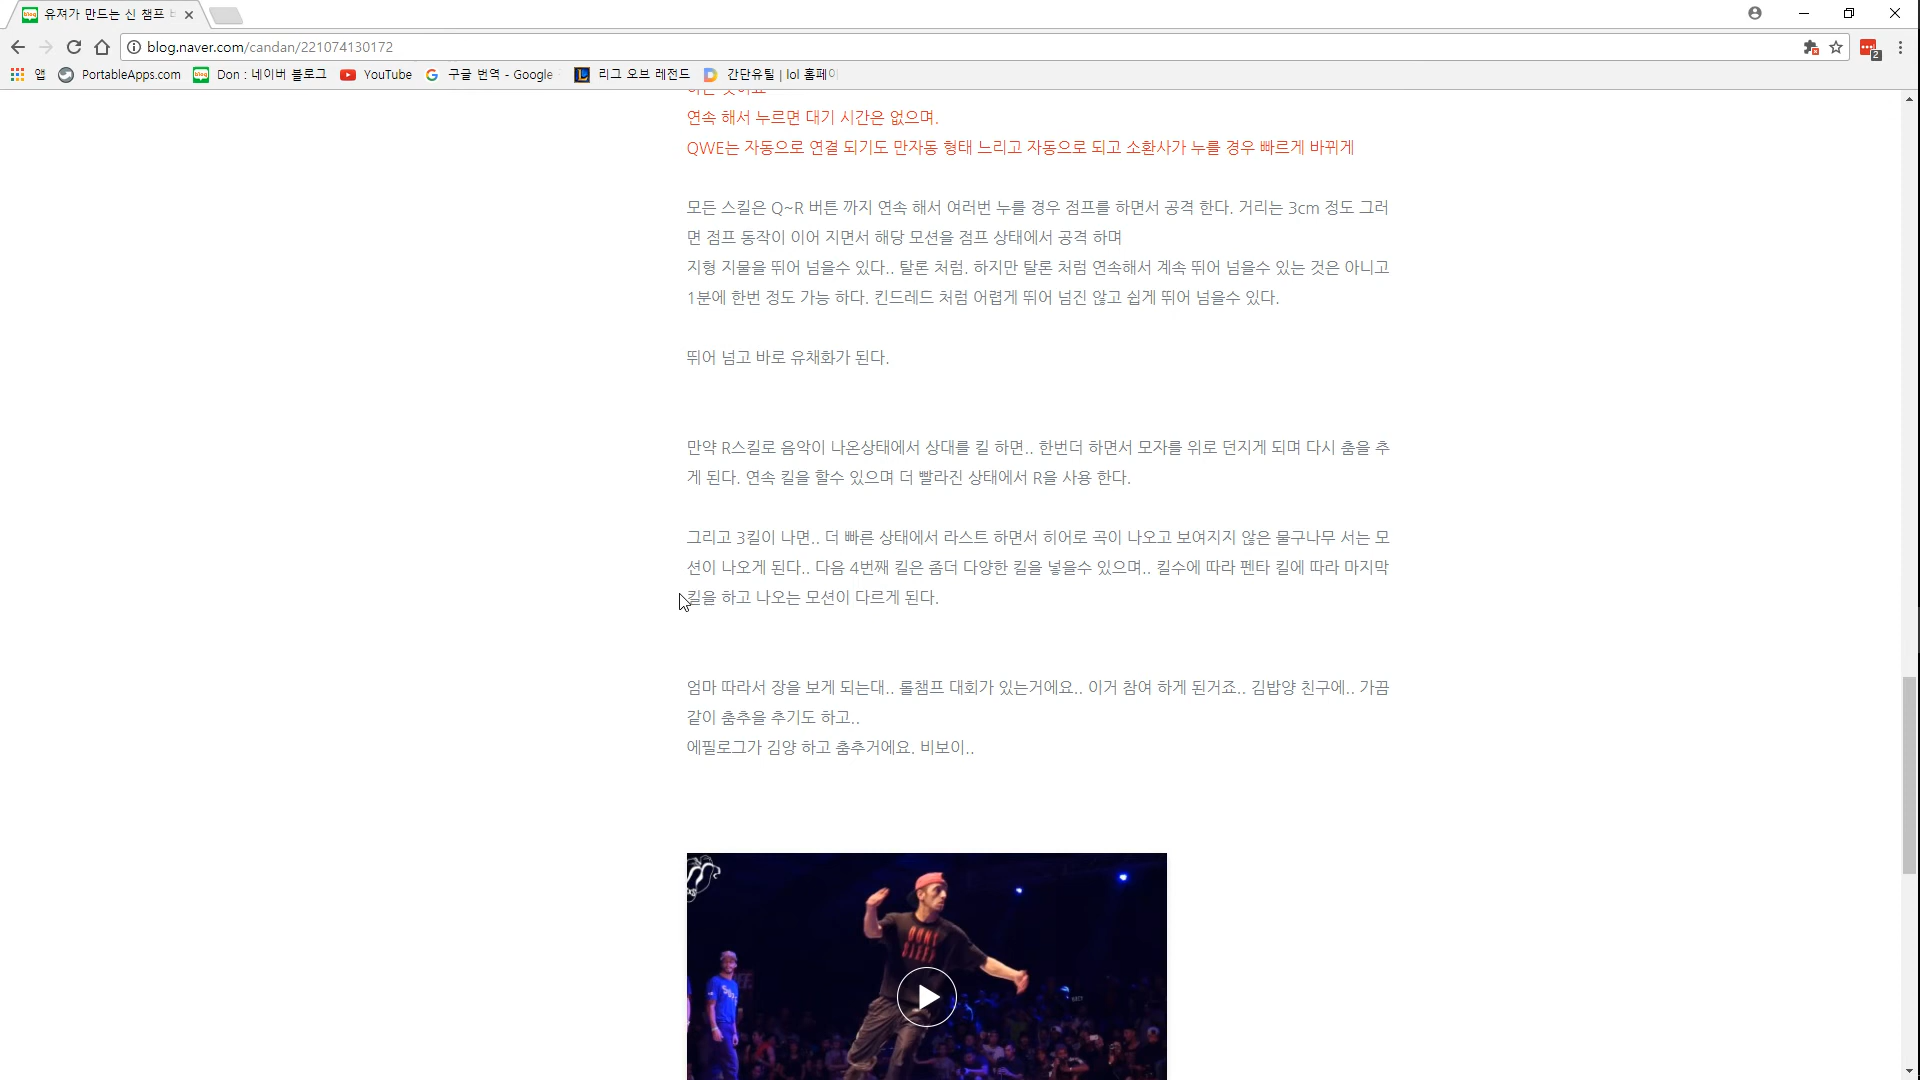 유져가 만드는 신 챔프
blog.naver.com/candan/221074130172
2
앱
PortableApps.com
Don : 네이버 블로그
YouTube
구글 번역 - Google
리그 오브 레전드
간단유틸 | lol 홈페이
연속 해서 누르면 대기 시간은 없으며.
QWE는 자동으로 연결 되기도 만자동 형태 느리고 자동으로 되고 소환사가 누를 경우 빠르게 바뀌게
모든 스킬은 Q~R 버튼 까지 연속 해서 여러번 누를 경우 점프를 하면서 공격 한다. 거리는 3cm 정도 그러
면 점프 동작이 이어 지면서 해당 모션을 점프 상태에서 공격 하며
지형 지물을 뛰어 넘을수 있다.. 탈론 처럼. 하지만 탈론 처럼 연속해서 계속 뛰어 넘을수 있는 것은 아니고
1분에 한번 정도 가능 하다. 킨드레드 처럼 어렵게 뛰어 넘진 않고 쉽게 뛰어 넘을수 있다.
뛰어 넘고 바로 유채화가 된다.
만약 R스킬로 음악이 나온상태에서 상대를 킬 하면.. 한번더 하면서 모자를 위로 던지게 되며 다시 춤을 추
게 된다. 연속 킬을 할수 있으며 더 빨라진 상태에서 R을 사용 한다.
그리고 3킬이 나면.. 더 빠른 상태에서 라스트 하면서 히어로 곡이 나오고 보여지지 않은 물구나무 서는 모
션이 나오게 된다.. 다음 4번째 킬은 좀더 다양한 킬을 넣을수 있으며.. 킬수에 따라 펜타 킬에 따라 마지막
킬을 하고 나오는 모션이 다르게 된다.
엄마 따라서 장을 보게 되는대.. 롤챔프 대회가 있는거에요.. 이거 참여 하게 된거죠.. 김밥양 친구에.. 가끔
같이 춤추을 추기도 하고..
에필로그가 김양 하고 춤추거에요. 비보이..